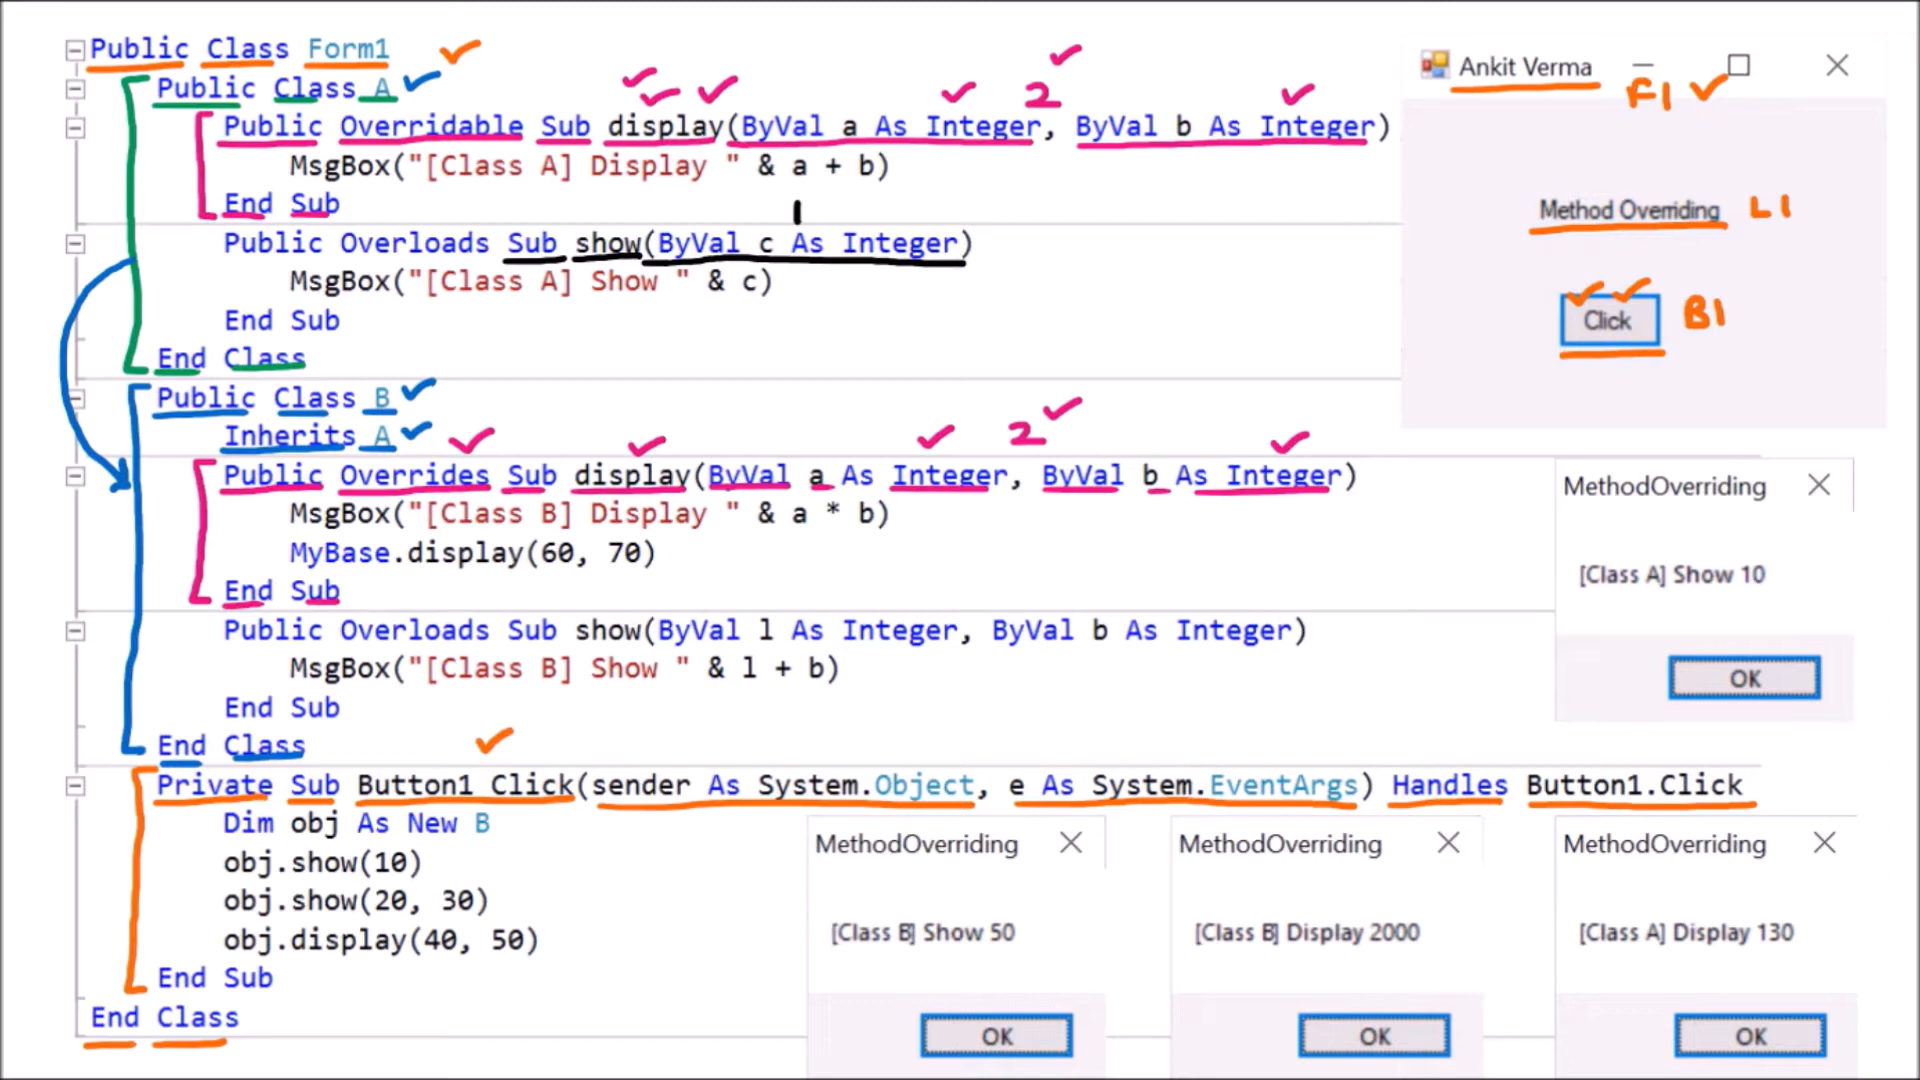 Public Class Form1
Public Class A
2
Public Overridable Sub display(ByVal a As Integer, ByVal b As Integer)
MsgBox("[Class A] Display " & a + b)
End Sub
1
Public Overloads Sub show(ByVal c As Integer)
MsgBox("[Class A] Show " & c)
End Sub
End Class
Public Class B
Inherits A
2
Public Overrides Sub display(ByVal a As Integer, ByVal b As Integer)
MsgBox("[Class B] Display " & a * b)
MyBase.display(60, 70)
End Sub
Public Overloads Sub show(ByVal l As Integer, ByVal b As Integer)
MsgBox("[Class B] Show " & l + b)
End Sub
End Class
Private Sub Button1_Click(sender As System.Object, e As System.EventArgs) Handles Button1.Click
Dim obj As New B
obj.show(10)
obj.show(20, 30)
obj.display(40, 50)
End Sub
End Class
Ankit Verma
F1
Method Overriding L1
Click B1
MethodOverriding
[Class A] Show 10
OK
MethodOverriding
[Class B] Show 50
OK
MethodOverriding
[Class B] Display 2000
OK
MethodOverriding
[Class A] Display 130
OK